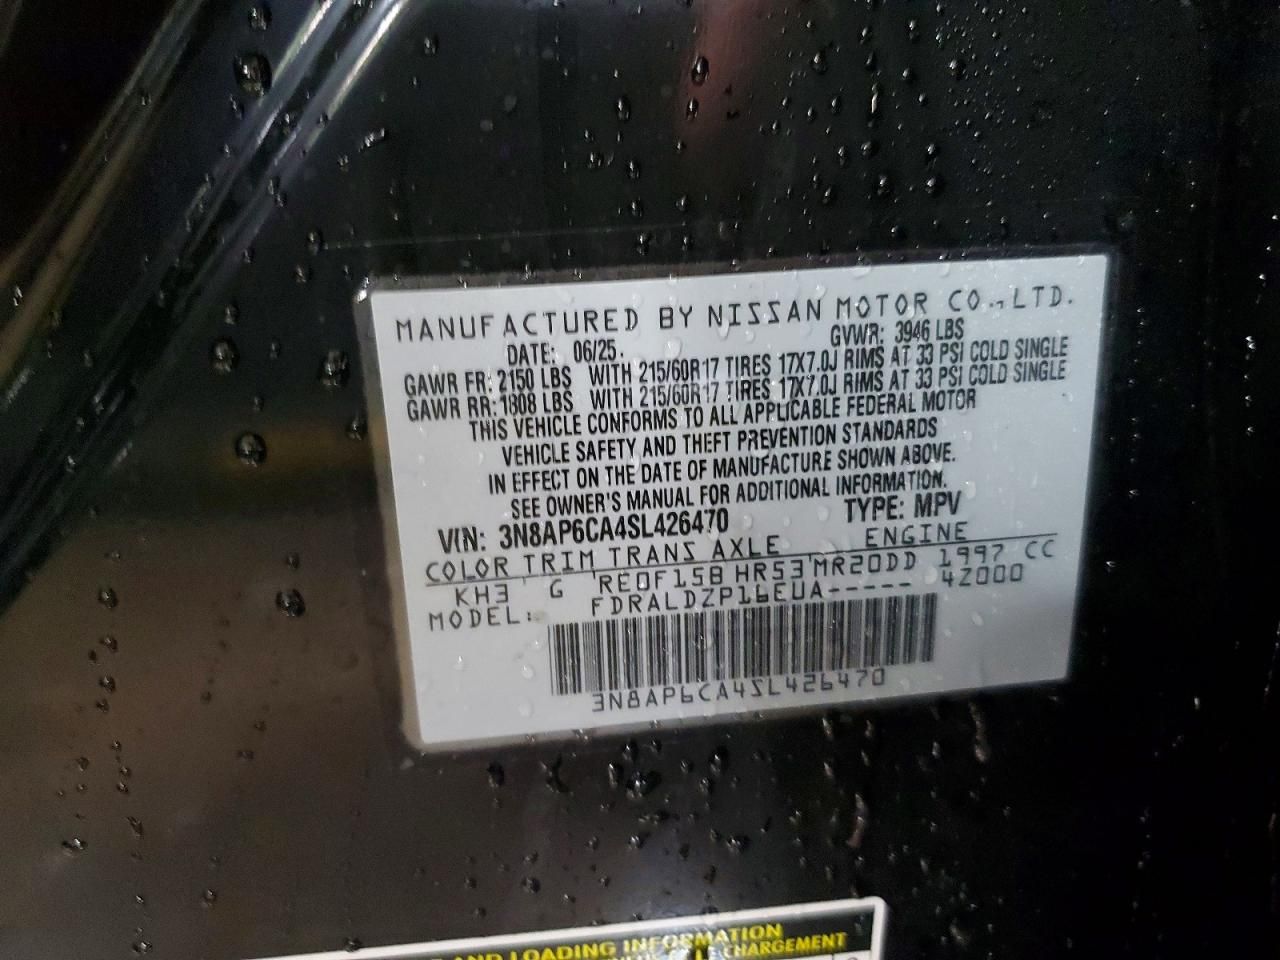 MANUFACTURED BY NISSAN MOTOR CO., LTD.
DATE: 06/25. GVWR: 3946 LBS
GAWR FR: 2150 LBS WITH 215/60R17 TIRES 17X7.0J RIMS AT 33 PSI COLD SINGLE
GAWR RR: 1808 LBS WITH 215/60R17 TIRES 17X7.0J RIMS AT 33 PSI COLD SINGLE
THIS VEHICLE CONFORMS TO ALL APPLICABLE FEDERAL MOTOR
VEHICLE SAFETY AND THEFT PREVENTION STANDARDS
IN EFFECT ON THE DATE OF MANUFACTURE SHOWN ABOVE.
SEE OWNER'S MANUAL FOR ADDITIONAL INFORMATION.
VIN: 3N8AP6CA4SL426470 TYPE: MPV
COLOR TRIM TRANS AXLE ENGINE
KH3 G RE0F15B HR53 MR20DD 1997 CC
MODEL: FDRALDZP16EUA----- 4Z000
3N8AP6CA4SL426470
AND LOADING INFORMATION
CHARGEMENT